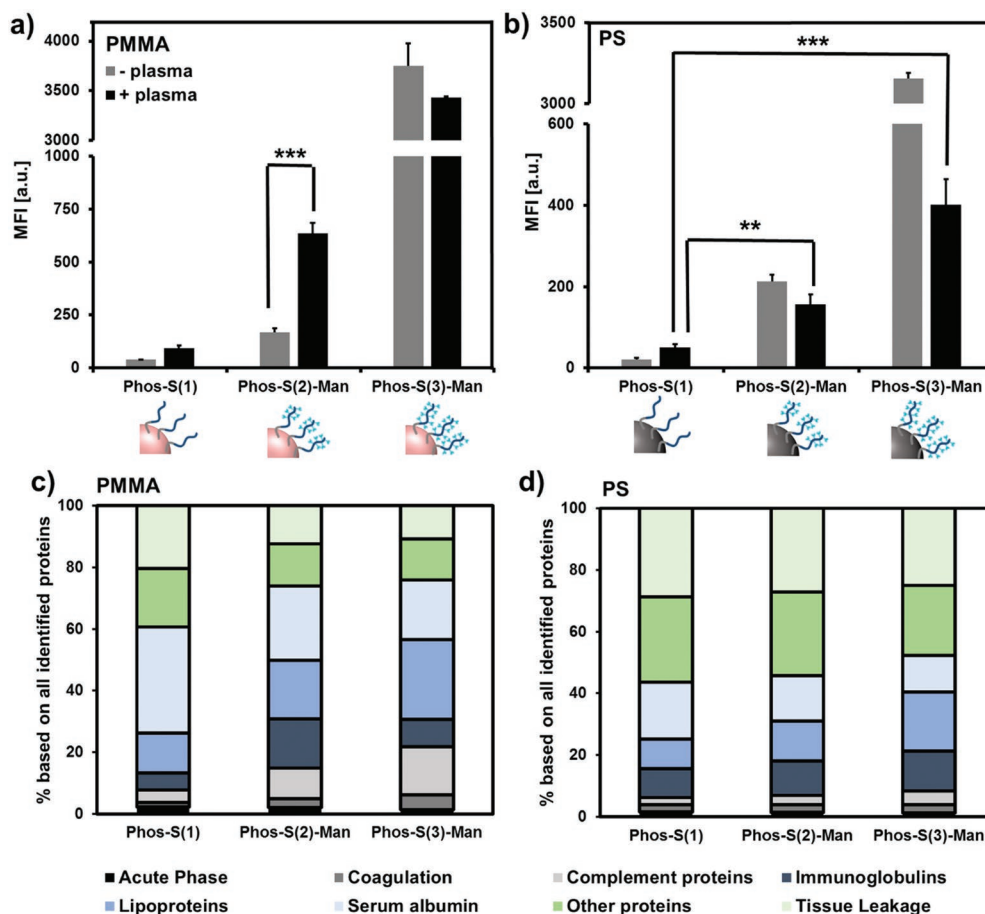 a)
PMMA
- plasma
+ plasma
MFI [a.u.]
4000
3500
3000
1000
750
500
250
0
***
Phos-S(1) Phos-S(2)-Man Phos-S(3)-Man
b)
PS
MFI [a.u.]
3500
3000
600
400
200
0
***
**
Phos-S(1) Phos-S(2)-Man Phos-S(3)-Man
c)
PMMA
% based on all identified proteins
100
80
60
40
20
0
Phos-S(1) Phos-S(2)-Man Phos-S(3)-Man
d)
PS
% based on all identified proteins
100
80
60
40
20
0
Phos-S(1) Phos-S(2)-Man Phos-S(3)-Man
Acute Phase Coagulation Complement proteins Immunoglobulins
Lipoproteins Serum albumin Other proteins Tissue Leakage